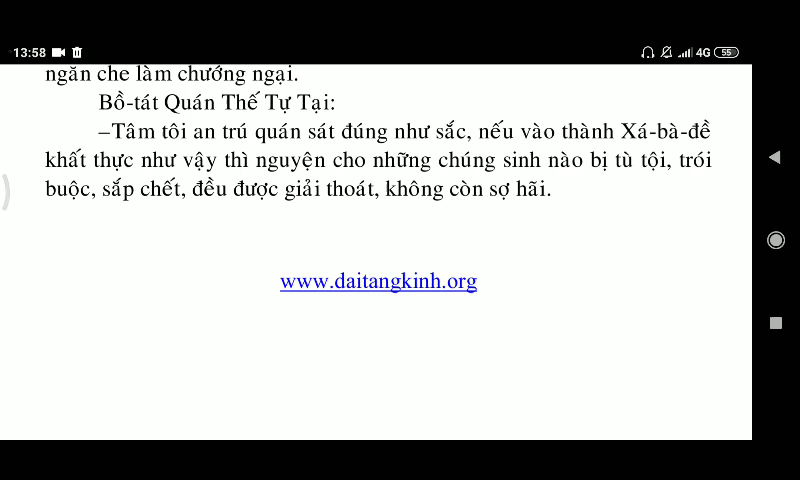 13:58
4G
55
ngăn che làm chướng ngại.
Bồ-tát Quán Thế Tự Tại:
–Tâm tôi an trú quán sát đúng như sắc, nếu vào thành Xá-bà-đề
khất thực như vậy thì nguyện cho những chúng sinh nào bị tù tội, trói
buộc, sắp chết, đều được giải thoát, không còn sợ hãi.
www.daitangkinh.org